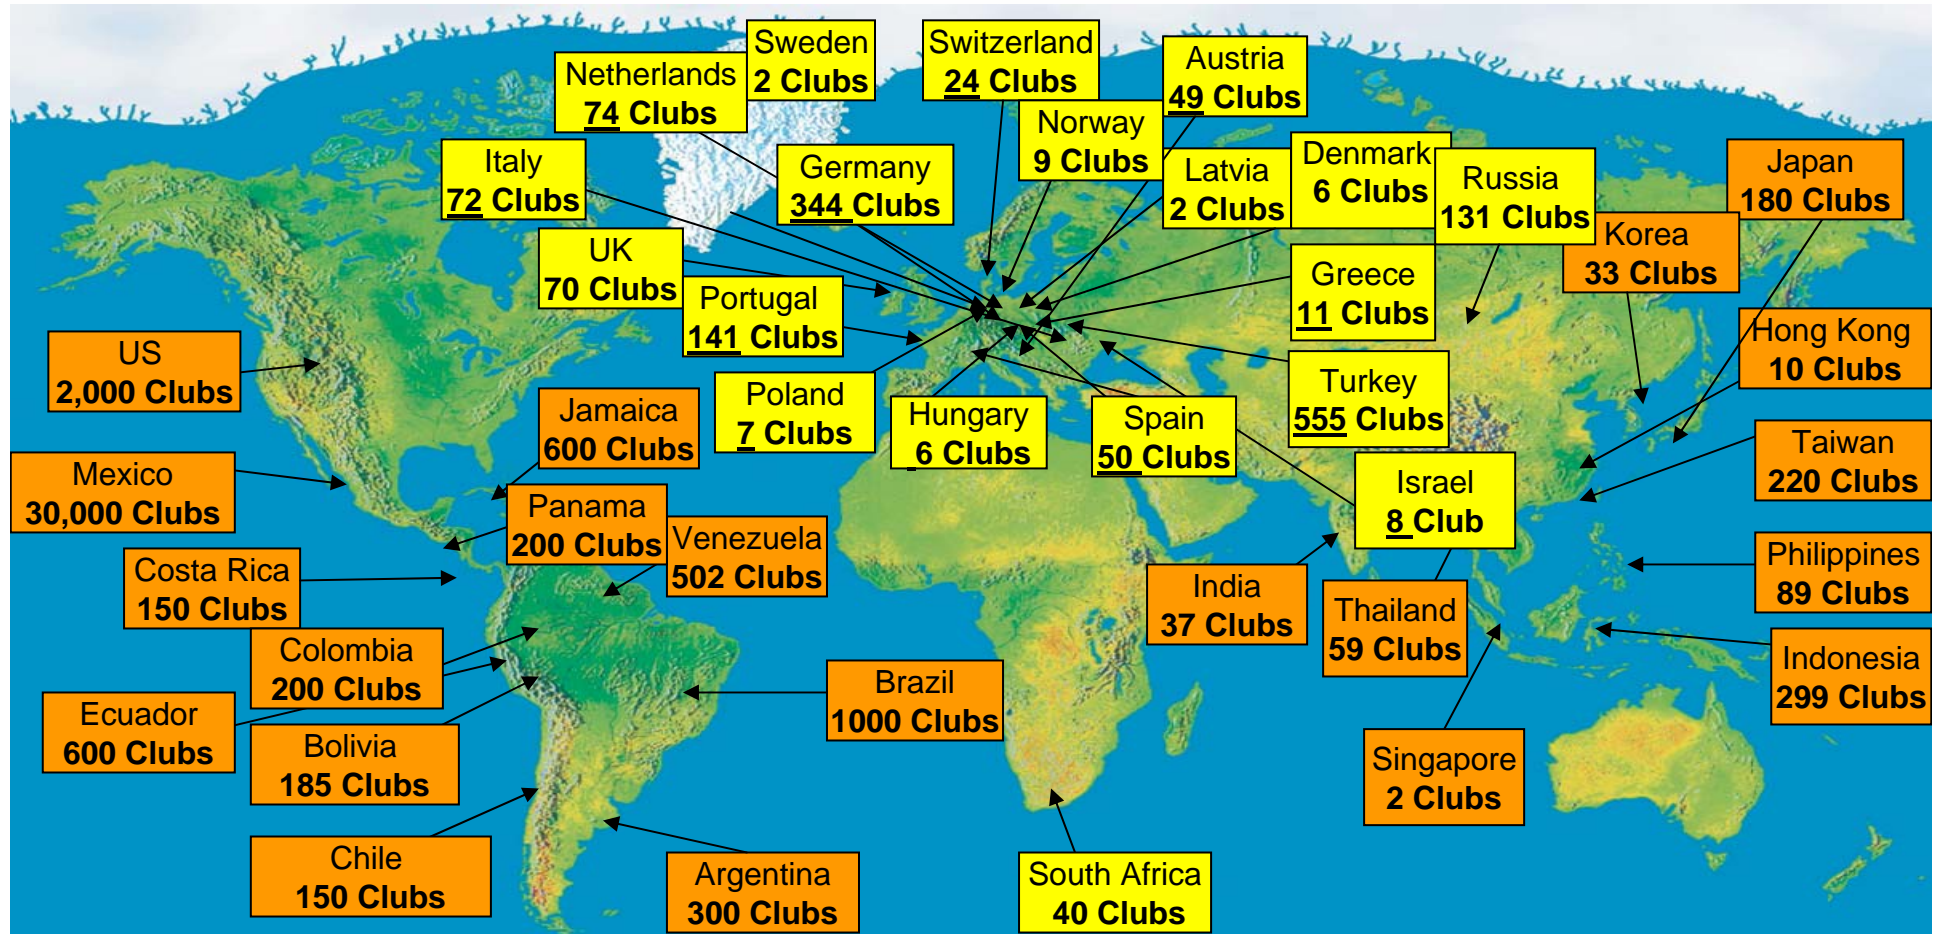 Sweden
2 Clubs
Switzerland
24 Clubs
Austria
49 Clubs
Netherlands
74 Clubs
Norway
9 Clubs
Italy
72 Clubs
Germany
344 Clubs
Latvia
2 Clubs
Denmark
6 Clubs
Russia
131 Clubs
Japan
180 Clubs
Korea
33 Clubs
UK
70 Clubs
Portugal
141 Clubs
Greece
11 Clubs
Hong Kong
10 Clubs
US
2,000 Clubs
Poland
7 Clubs
Hungary
6 Clubs
Spain
50 Clubs
Turkey
555 Clubs
Jamaica
600 Clubs
Taiwan
220 Clubs
Mexico
30,000 Clubs
Israel
8 Club
Panama
200 Clubs
Venezuela
502 Clubs
Costa Rica
150 Clubs
India
37 Clubs
Thailand
59 Clubs
Philippines
89 Clubs
Colombia
200 Clubs
Indonesia
299 Clubs
Brazil
1000 Clubs
Ecuador
600 Clubs
Bolivia
185 Clubs
Singapore
2 Clubs
Chile
150 Clubs
Argentina
300 Clubs
South Africa
40 Clubs